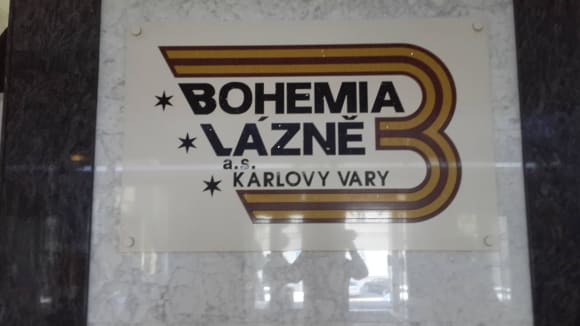 BOHEMIA
LÁZNĚ
a.s.
KARLOVY VARY